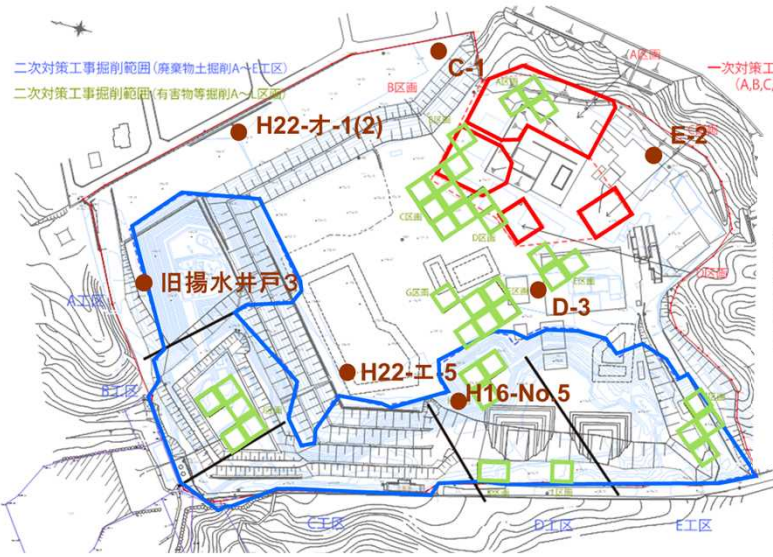 二次対策工事掘削範囲(廃棄物土掘削A~E工区)
二次対策工事掘削範囲(有害物等掘削A~L区画)
一次対策工
(A,B,C,
C-1
A区画
B区画
A区画
H22-オ-1(2)
E-2
C区画
D区画
旧揚水井戸3
A工区
D-3
G区画
H22-エ-5
H16-No.5
B工区
C工区
D工区
E工区